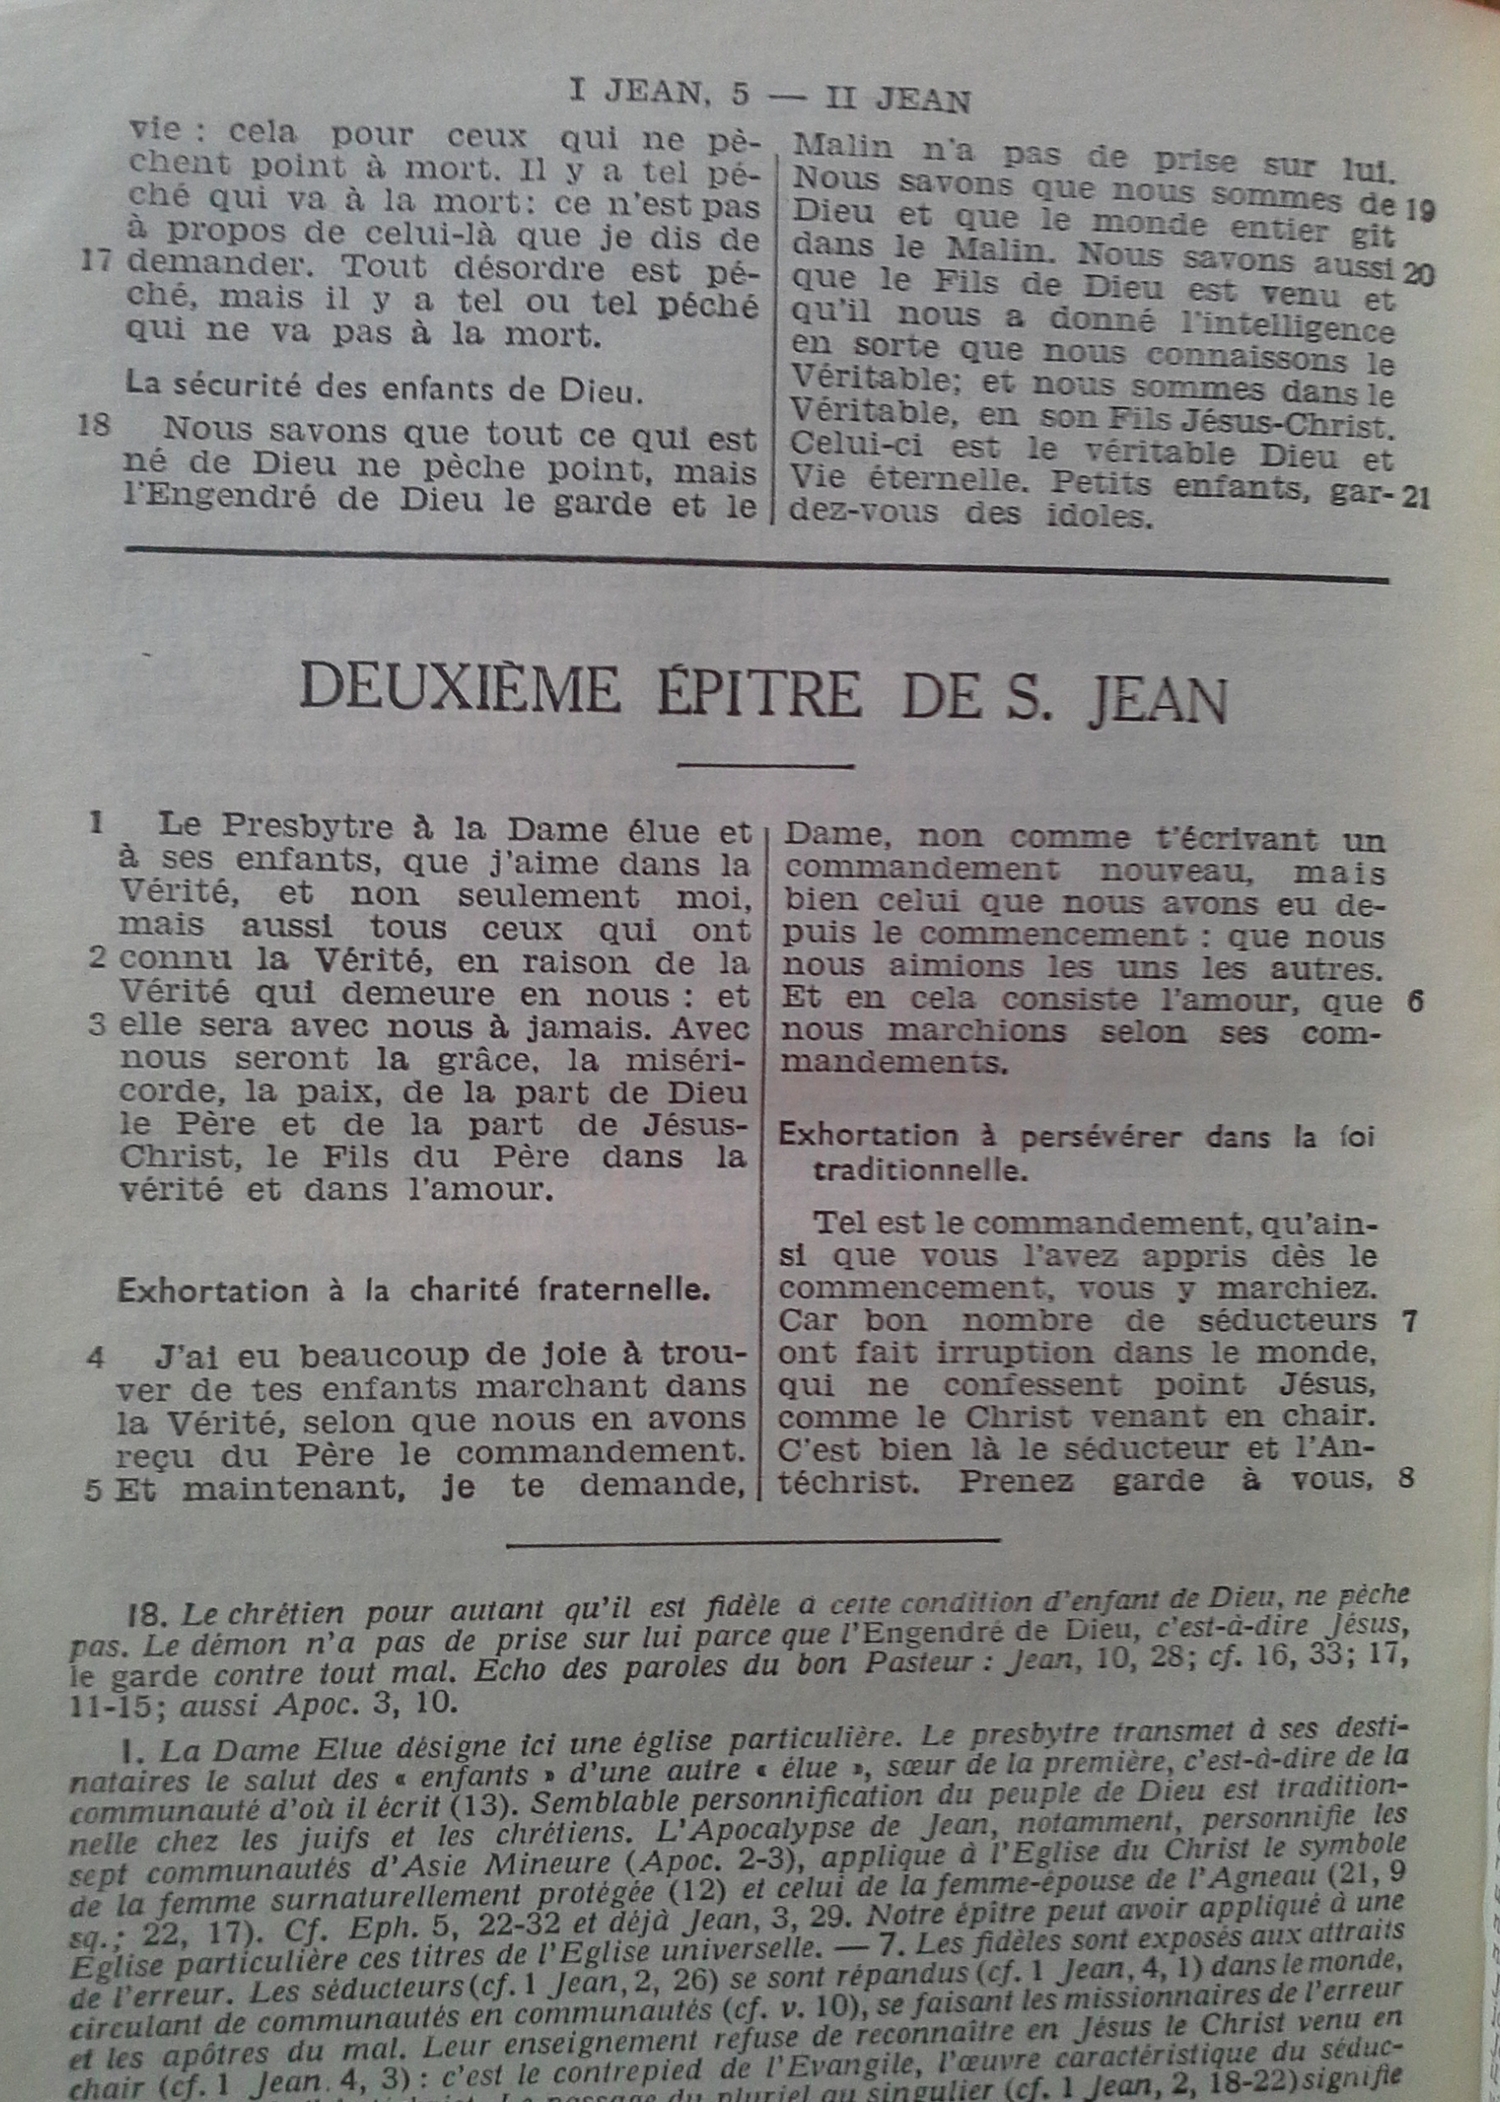 I JEAN, 5 — II JEAN
vie : cela pour ceux qui ne pè-
chent point à mort. Il y a tel pé-
ché qui va à la mort: ce n'est pas
à propos de celui-là que je dis de
17 demander. Tout désordre est pé-
ché, mais il y a tel ou tel péché
qui ne va pas à la mort.
La sécurité des enfants de Dieu.
18 Nous savons que tout ce qui est
né de Dieu ne pèche point, mais
l'Engendré de Dieu le garde et le
Malin n'a pas de prise sur lui.
Nous savons que nous sommes de 19
Dieu et que le monde entier gît
dans le Malin. Nous savons aussi 20
que le Fils de Dieu est venu et
qu'il nous a donné l'intelligence
en sorte que nous connaissons le
Véritable; et nous sommes dans le
Véritable, en son Fils Jésus-Christ.
Celui-ci est le véritable Dieu et
Vie éternelle. Petits enfants, gar- 21
dez-vous des idoles.
DEUXIÈME ÉPITRE DE S. JEAN
1 Le Presbytre à la Dame élue et
à ses enfants, que j'aime dans la
Vérité, et non seulement moi,
mais aussi tous ceux qui ont
2 connu la Vérité, en raison de la
Vérité qui demeure en nous : et
3 elle sera avec nous à jamais. Avec
nous seront la grâce, la miséri-
corde, la paix, de la part de Dieu
le Père et de la part de Jésus-
Christ, le Fils du Père dans la
vérité et dans l'amour.
Exhortation à la charité fraternelle.
4 J'ai eu beaucoup de joie à trou-
ver de tes enfants marchant dans
la Vérité, selon que nous en avons
reçu du Père le commandement.
5 Et maintenant, je te demande,
Dame, non comme t'écrivant un
commandement nouveau, mais
bien celui que nous avons eu de-
puis le commencement : que nous
nous aimions les uns les autres.
Et en cela consiste l'amour, que 6
nous marchions selon ses com-
mandements.
Exhortation à persévérer dans la foi
traditionnelle.
Tel est le commandement, qu'ain-
si que vous l'avez appris dès le
commencement, vous y marchiez.
Car bon nombre de séducteurs 7
ont fait irruption dans le monde,
qui ne confessent point Jésus,
comme le Christ venant en chair.
C'est bien là le séducteur et l'An-
téchrist. Prenez garde à vous, 8
18. Le chrétien pour autant qu'il est fidèle à cette condition d'enfant de Dieu, ne pèche
pas. Le démon n'a pas de prise sur lui parce que l'Engendré de Dieu, c'est-à-dire Jésus,
le garde contre tout mal. Echo des paroles du bon Pasteur : Jean, 10, 28; cf. 16, 33; 17,
11-15; aussi Apoc. 3, 10.
1. La Dame Elue désigne ici une église particulière. Le presbytre transmet à ses desti-
nataires le salut des « enfants » d'une autre « élue », sœur de la première, c'est-à-dire de la
communauté d'où il écrit (13). Semblable personnification du peuple de Dieu est tradition-
nelle chez les juifs et les chrétiens. L'Apocalypse de Jean, notamment, personnifie les
sept communautés d'Asie Mineure (Apoc. 2-3), applique à l'Eglise du Christ le symbole
de la femme surnaturellement protégée (12) et celui de la femme-épouse de l'Agneau (21, 9
sq.; 22, 17). Cf. Eph. 5, 22-32 et déjà Jean, 3, 29. Notre épître peut avoir appliqué à une
Eglise particulière ces titres de l'Eglise universelle. — 7. Les fidèles sont exposés aux attraits
de l'erreur. Les séducteurs (cf. 1 Jean, 2, 26) se sont répandus (cf. 1 Jean, 4, 1) dans le monde,
circulant de communautés en communautés (cf. v. 10), se faisant les missionnaires de l'erreur
et les apôtres du mal. Leur enseignement refuse de reconnaître en Jésus le Christ venu en
chair (cf. 1 Jean. 4, 3) : c'est le contrepied de l'Evangile, l'œuvre caractéristique du séduc-
Le passage du pluriel au singulier (cf. 1 Jean, 2, 18-22) signifie